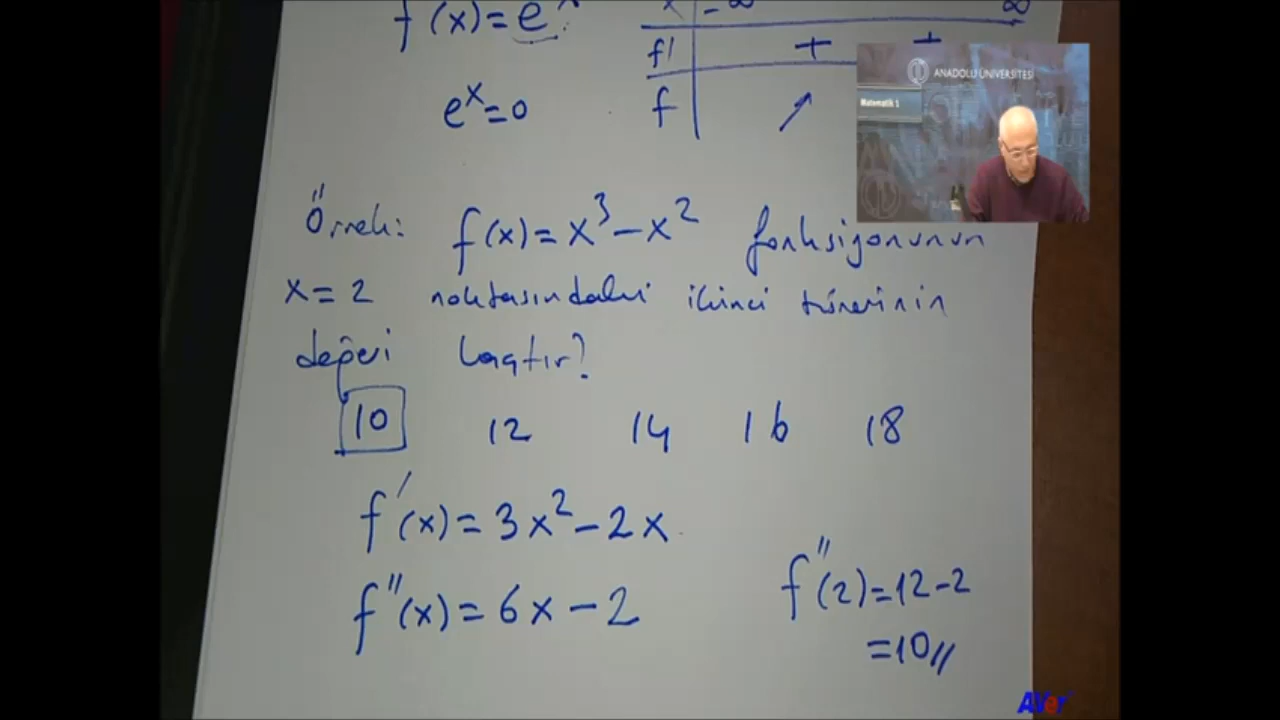 f'(x)=eˣ
x -∞ ∞
f' + +
eˣ=0
f ↗
ANADOLU ÜNİVERSİTESİ
Matematik 1
Örnek: f(x)=x³-x² fonksiyonunun
x=2 noktasındaki ikinci türevinin
değeri kaçtır?
10 12 14 16 18
f'(x)=3x²-2x
f''(x)=6x-2
f''(2)=12-2
=10//
AVer